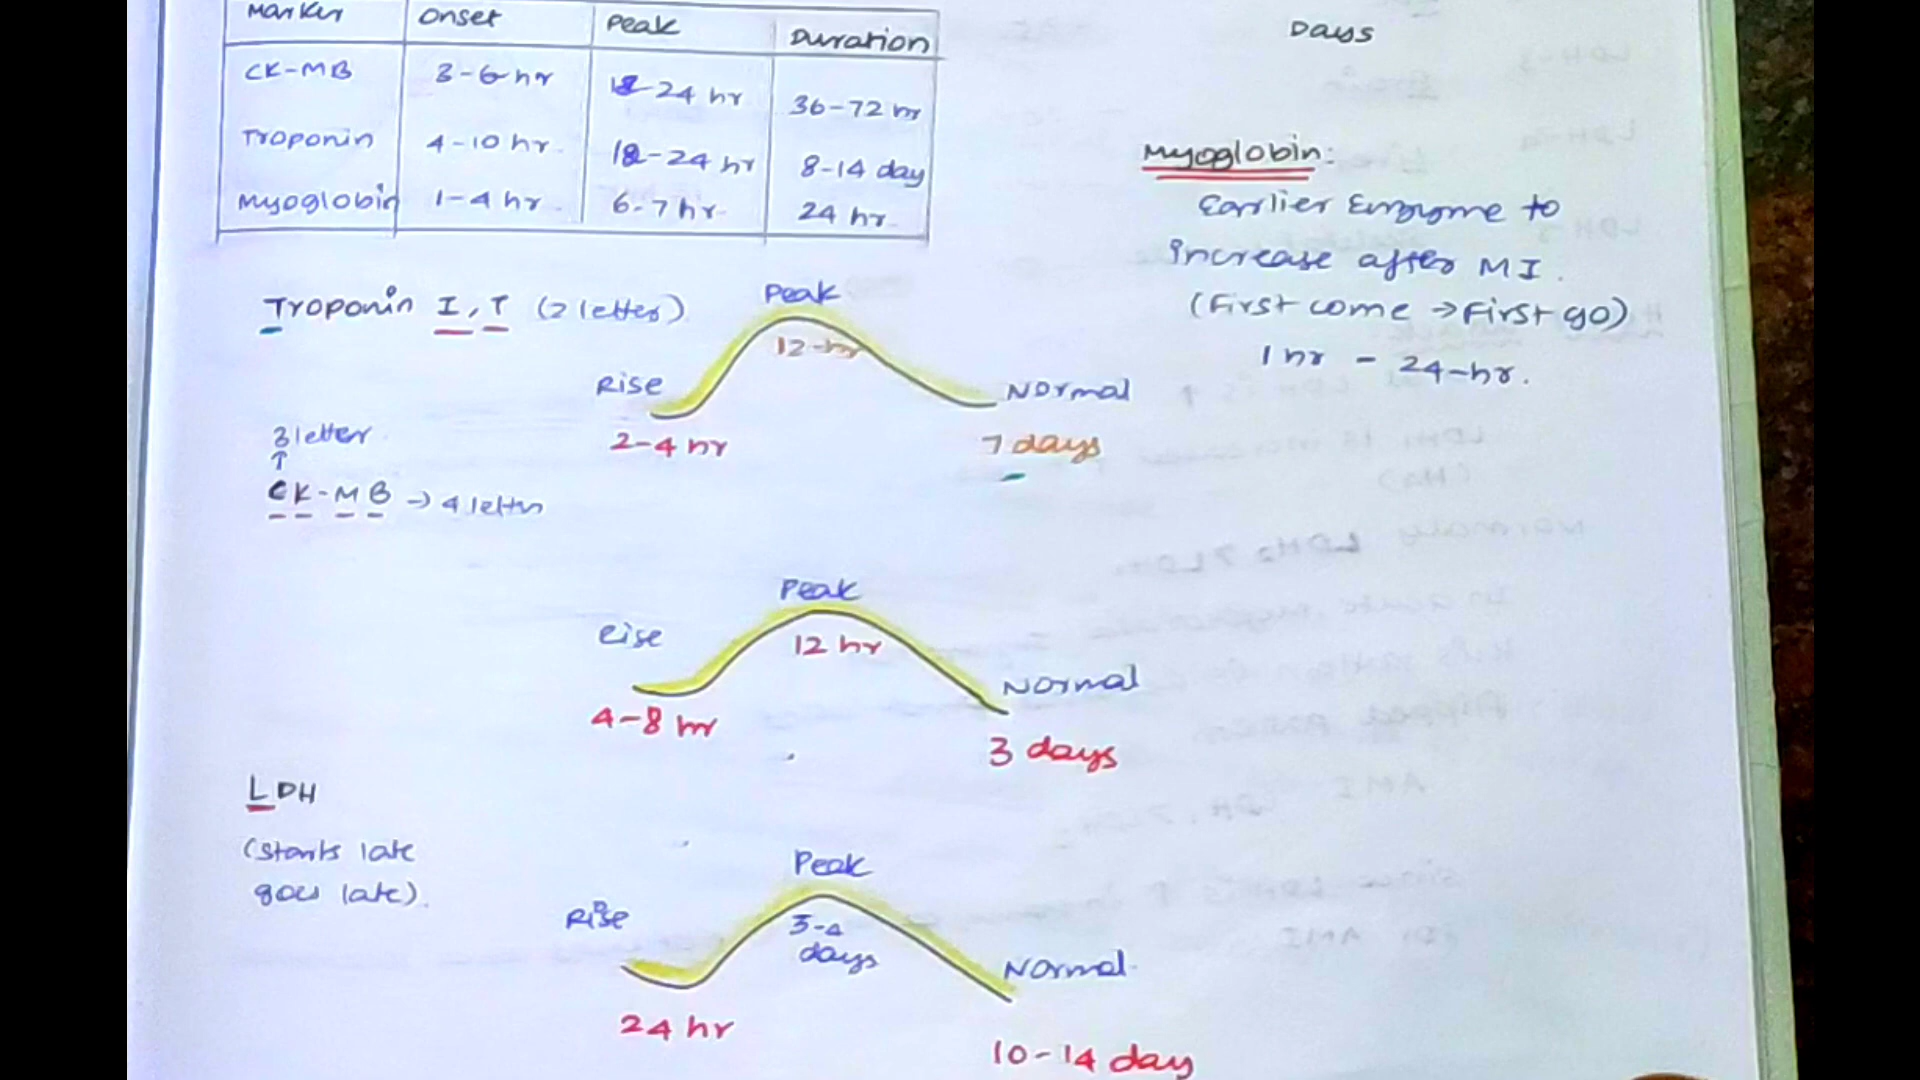 Marker Onset Peak Duration
CK-MB 3-6 hr 12-24 hr 36-72 hr
Troponin 4-10 hr. 12-24 hr 8-14 day
Myoglobin 1-4 hr. 6-7 hr. 24 hr.
Days
Myoglobin:
Earlier Enzyme to
increase after MI.
(First come → First go)
1 hr - 24-hr.
Troponin I, T (2 letter)
Peak
12-hr
Rise
Normal
2-4 hr
7 days
3 letter
↑
CK-MB → 4 letter
Peak
Rise
12 hr
Normal
4-8 hr
3 days
LDH
(Starts late
goes late).
Peak
Rise
3-4
days
Normal
24 hr
10-14 day